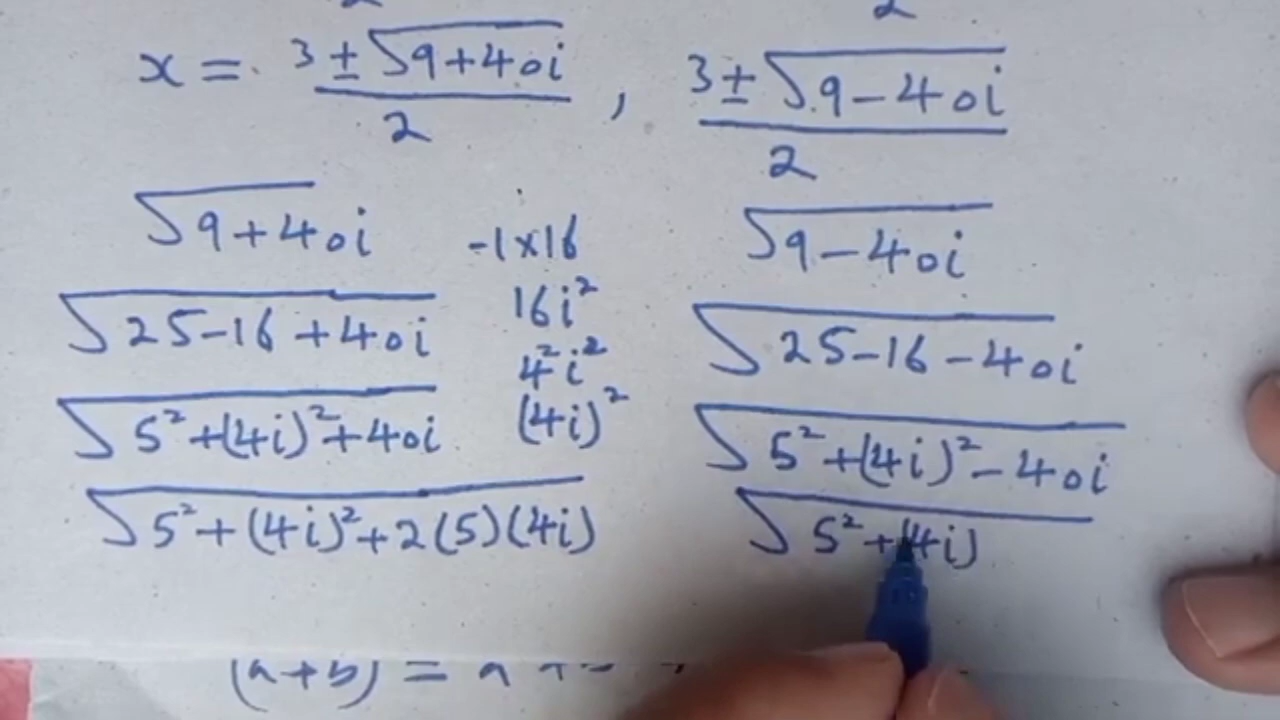 x = 3 ± √9+40i / 2 , 3 ± √9-40i / 2
√9+40i -1×16 √9-40i
√25-16+40i 16i² √25-16-40i
4²i²
√5²+(4i)²+40i (4i)² √5²+(4i)²-40i
√5²+(4i)²+2(5)(4i) √5²+(4i)
(a+b) = a